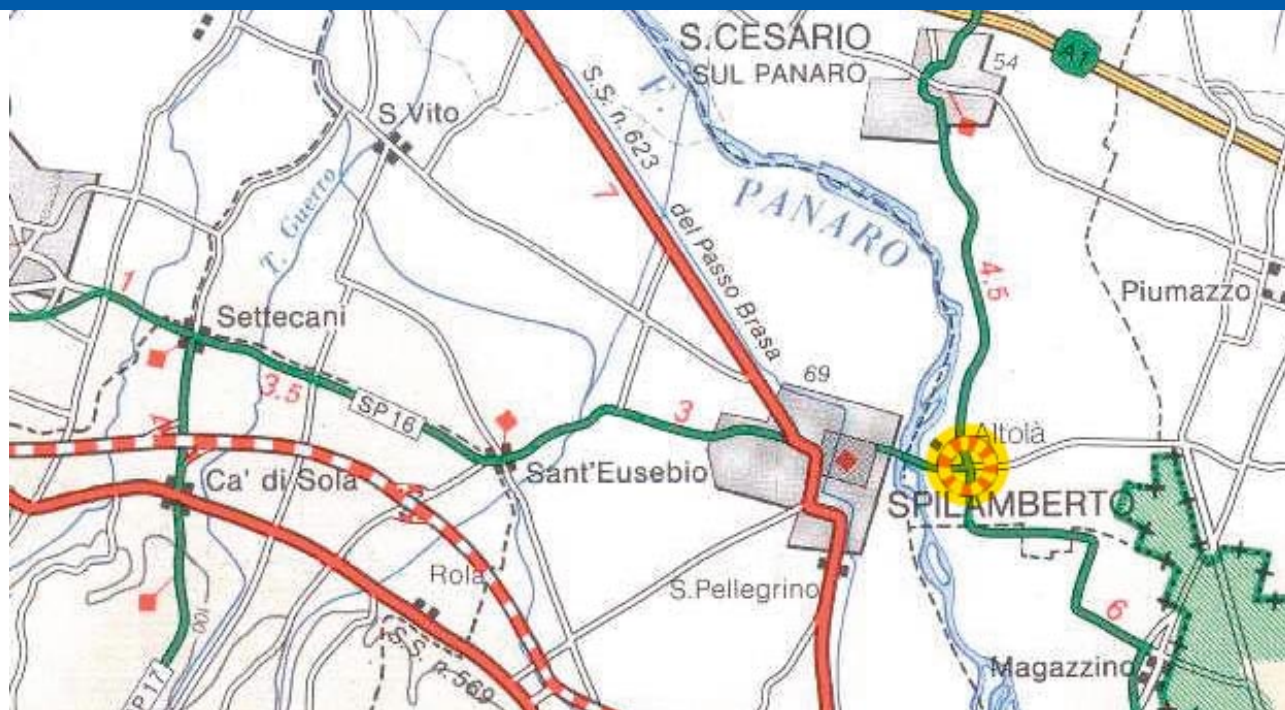 S.CESARIO
SUL PANARO
54
A1
S.Vito
S.S. n. 623
F.
7
PANARO
T. Guerro
del Passo Brasa
4.5
Piumazzo
1
Settecani
3.5
SP 16
69
3
Altolà
Sant'Eusebio
Ca' di Sola
4
SPILAMBERTO
Rola
S.Pellegrino
6
100
S.S. n. 569
Magazzino
SP17